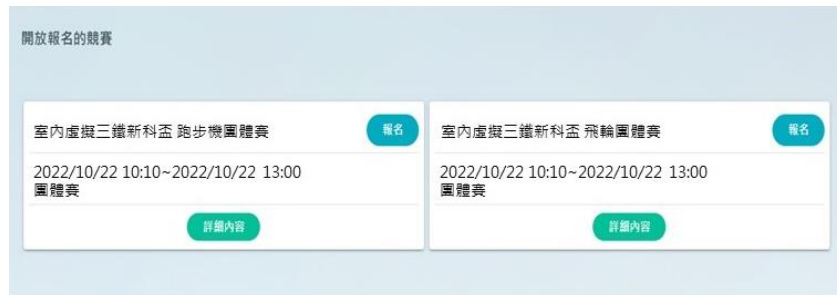 開放報名的競賽
室內虛擬三鐵新科盃 跑步機團體賽
報名
2022/10/22 10:10~2022/10/22 13:00
團體賽
詳細內容
室內虛擬三鐵新科盃 飛輪團體賽
報名
2022/10/22 10:10~2022/10/22 13:00
團體賽
詳細內容